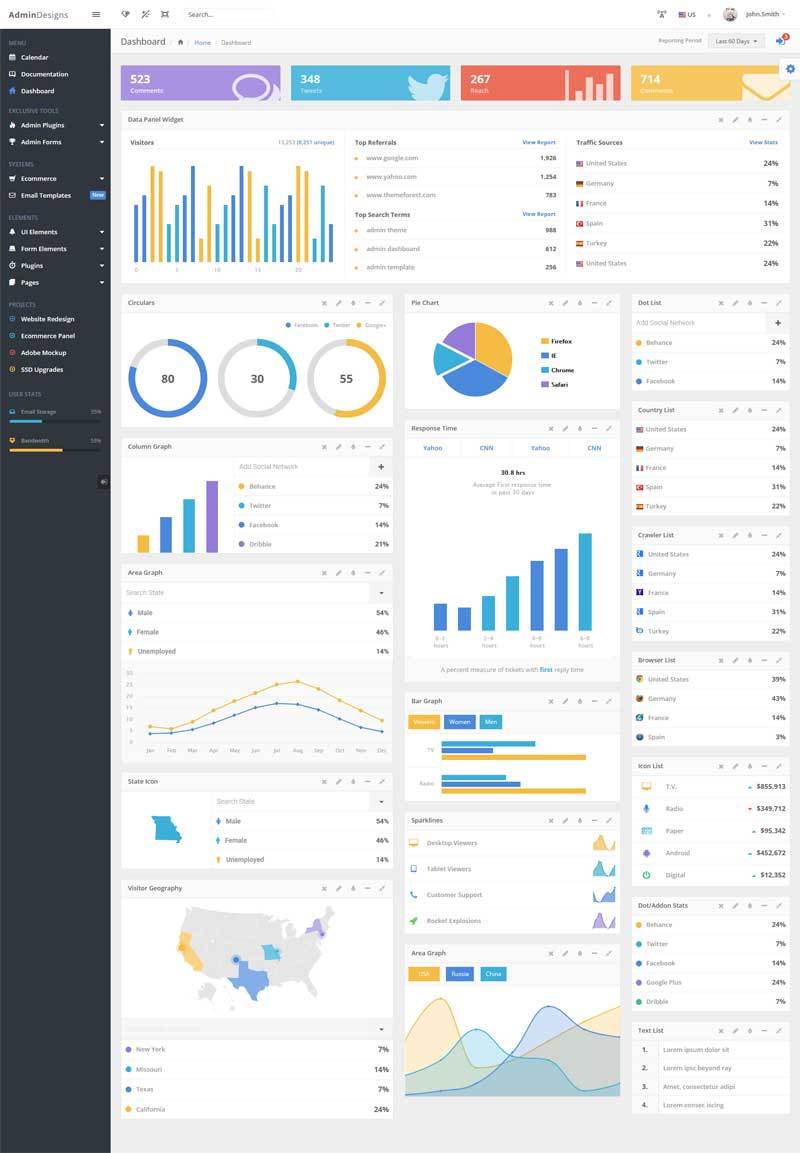 AdminDesigns
Search...
US
John.Smith
MENU
Calendar
Documentation
Dashboard
EXCLUSIVE TOOLS
Admin Plugins
Admin Forms
SYSTEMS
Ecommerce
Email Templates New
ELEMENTS
UI Elements
Form Elements
Plugins
Pages
PROJECTS
Website Redesign
Ecommerce Panel
Adobe Mockup
SSD Upgrades
USER STATS
Email Storage 35%
Bandwidth
Dashboard / Home / Dashboard
Reporting Period Last 60 Days
3
523
Comments
348
Tweets
267
Reach
714
Comments
Data Panel Widget
Visitors 13,253 (8,251 unique)
0 5 10 15 20
Top Referrals View Report
www.google.com 1,926
www.yahoo.com 1,254
www.themeforest.com 783
Top Search Terms View Report
admin theme 988
admin dashboard 612
admin template 256
Traffic Sources View Stats
United States 24%
Germany 7%
France 14%
Spain 31%
Turkey 22%
United States 24%
Circulars
Facebook Twitter Google+
80 30 55
Column Graph
Add Social Network +
Behance 24%
Twitter 7%
Facebook 14%
Dribble 21%
Area Graph
Search State
Male 54%
Female 46%
Unemployed 14%
30
25
20
15
10
5
0
Jan Feb Mar Apr May Jun Jul Aug Sep Oct Nov Dec
State Icon
Search State
Male 54%
Female 46%
Unemployed 14%
Visitor Geography
New York 7%
Missouri 14%
Texas 7%
California 24%
Pie Chart
Firefox
IE
Chrome
Safari
Response Time
Yahoo CNN Yahoo CNN
30.8 hrs
Average First response time
in past 30 days
hours hours hours hours
A percent measure of tickets with first reply time
Bar Graph
Viewers Women Men
TV
Radio
Sparklines
Desktop Viewers
Tablet Viewers
Customer Support
Rocket Explosions
Area Graph
USA Russia China
Dot List
Add Social Network +
Behance 24%
Twitter 7%
Facebook 14%
Country List
United States 24%
Germany 7%
France 14%
Spain 31%
Turkey 22%
Crawler List
United States 24%
Germany 7%
France 14%
Spain 31%
Turkey 22%
Browser List
United States 39%
Germany 43%
France 14%
Spain 3%
Icon List
T.V. $855,913
Radio $349,712
Paper $95,342
Android $452,672
Digital $12,352
Dot/Addon Stats
Behance 24%
Twitter 7%
Facebook 14%
Google Plus 24%
Dribble 7%
Text List
1. Lorem ipsum dolor sit
2. Lorem ipsc beyond ray
3. Amet, consectetur adipi
4. Lorem consec iscing